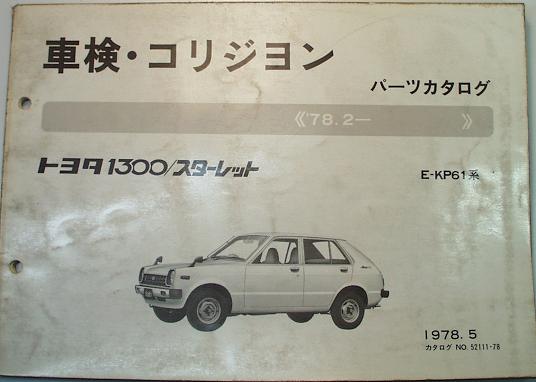 車検・コリジヨン
パーツカタログ
《'78.2— 》
トヨタ1300/スターレット
E-KP61系
1978.5
カタログ NO. 52111-78